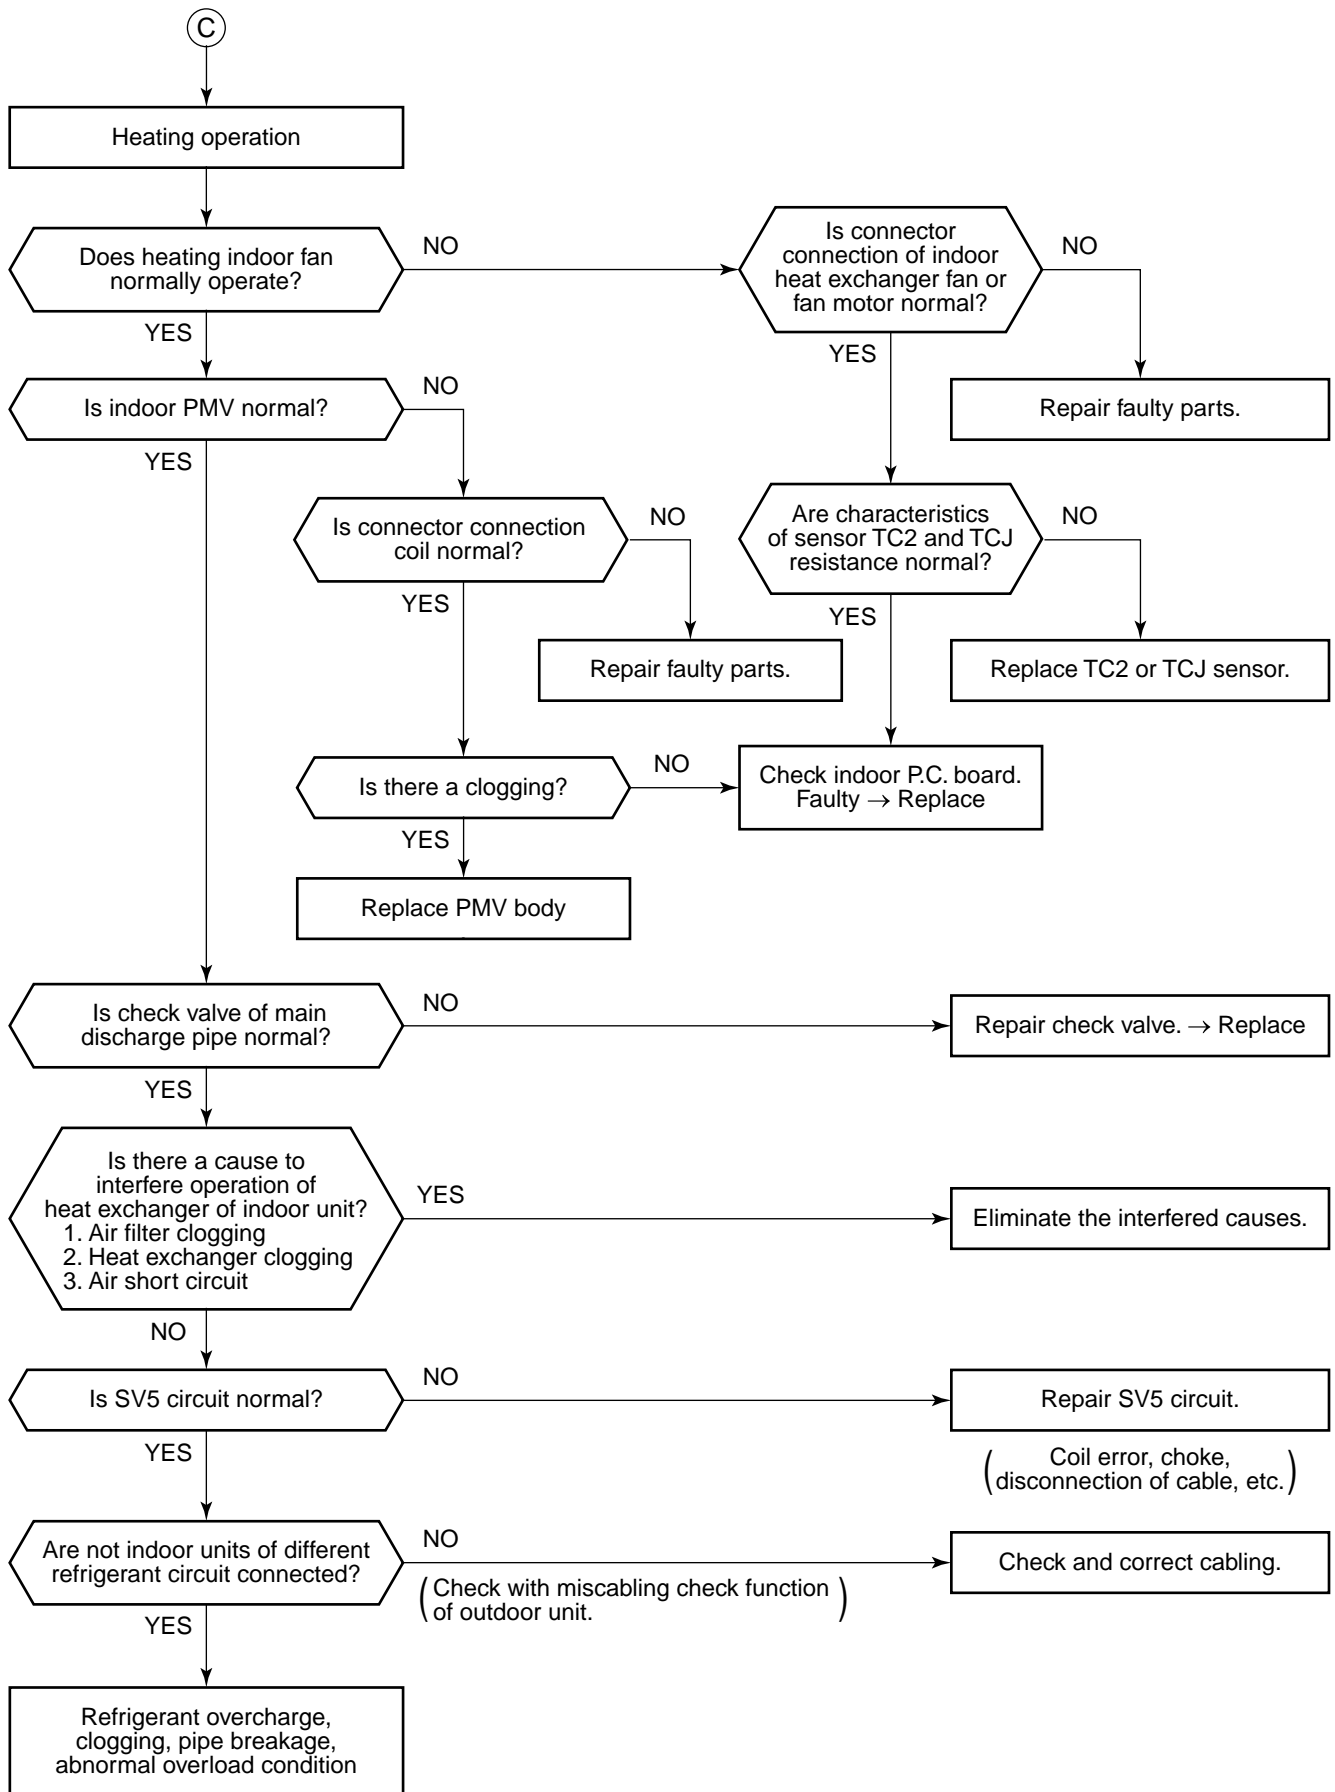 C
Heating operation
Does heating indoor fan
normally operate?
NO
YES
Is connector
connection of indoor
heat exchanger fan or
fan motor normal?
NO
YES
Repair faulty parts.
Is indoor PMV normal?
NO
YES
Is connector connection
coil normal?
NO
YES
Repair faulty parts.
Are characteristics
of sensor TC2 and TCJ
resistance normal?
NO
YES
Replace TC2 or TCJ sensor.
Is there a clogging?
NO
YES
Check indoor P.C. board.
Faulty → Replace
Replace PMV body
Is check valve of main
discharge pipe normal?
NO
YES
Repair check valve. → Replace
Is there a cause to
interfere operation of
heat exchanger of indoor unit?
1. Air filter clogging
2. Heat exchanger clogging
3. Air short circuit
YES
NO
Eliminate the interfered causes.
Is SV5 circuit normal?
NO
YES
Repair SV5 circuit.
(Coil error, choke,
disconnection of cable, etc.)
Are not indoor units of different
refrigerant circuit connected?
NO
(Check with miscabling check function
of outdoor unit.)
YES
Check and correct cabling.
Refrigerant overcharge,
clogging, pipe breakage,
abnormal overload condition